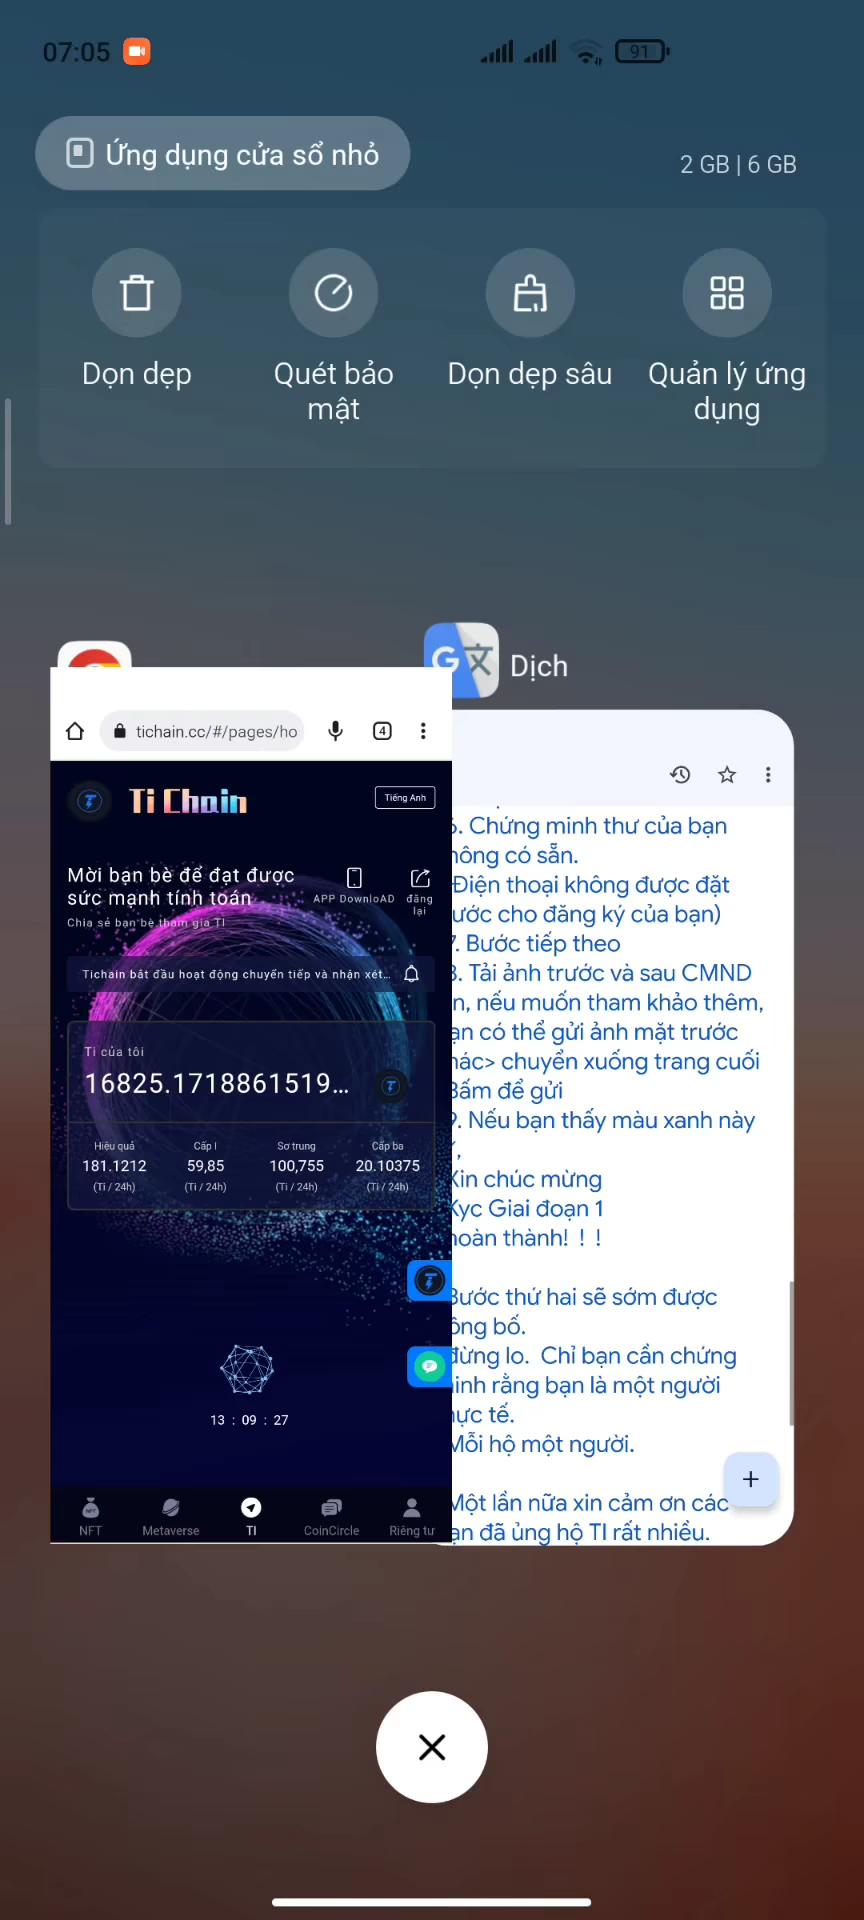 07:05
91
Ứng dụng cửa sổ nhỏ
2 GB | 6 GB
Dọn dẹp
Quét bảo
mật
Dọn dẹp sâu
Quản lý ứng
dụng
Dịch
tichain.cc/#/pages/ho
4
Ti Chain
Tiếng Anh
Mời bạn bè để đạt được
sức mạnh tính toán
Chia sẻ bạn bè tham gia TI
APP DownloAD
đăng
lại
Tichain bắt đầu hoạt động chuyển tiếp và nhận xét...
Ti của tôi
16825.1718861519...
Hiệu quả
181.1212
(Ti / 24h)
Cấp I
59,85
(Ti / 24h)
Sơ trung
100,755
(Ti / 24h)
Cấp ba
20.10375
(Ti / 24h)
13 : 09 : 27
NFT
Metaverse
TI
CoinCircle
Riêng tư
6. Chứng minh thư của bạn
hông có sẵn.
Điện thoại không được đặt
ước cho đăng ký của bạn)
7. Bước tiếp theo
8. Tải ảnh trước và sau CMND
n, nếu muốn tham khảo thêm,
ạn có thể gửi ảnh mặt trước
hác> chuyển xuống trang cuối
Bấm để gửi
9. Nếu bạn thấy màu xanh này
,
Xin chúc mừng
Kyc Giai đoạn 1
hoàn thành! ! !
Bước thứ hai sẽ sớm được
ông bố.
đừng lo. Chỉ bạn cần chứng
inh rằng bạn là một người
hực tế.
Mỗi hộ một người.
Một lần nữa xin cảm ơn các
ạn đã ủng hộ TI rất nhiều.